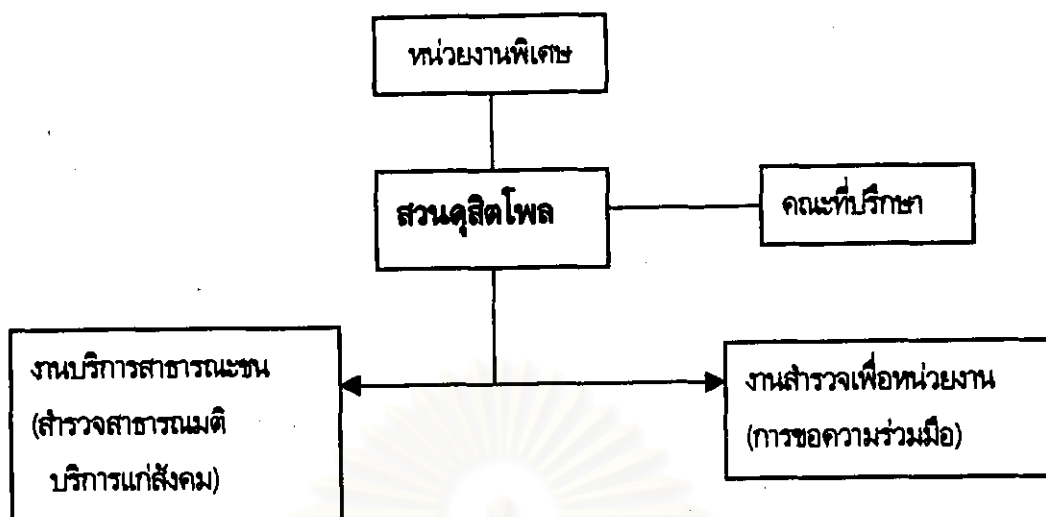 หน่วยงานพิเศษ
สวนดุสิตโพล
คณะที่ปรึกษา
งานบริการสาธารณะชน
(สำรวจสาธารณมติ
บริการแก่สังคม)
งานสำรวจเพื่อหน่วยงาน
(การขอความร่วมมือ)